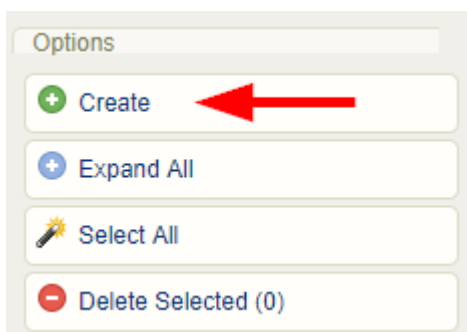 Options
Create
Expand All
Select All
Delete Selected (0)